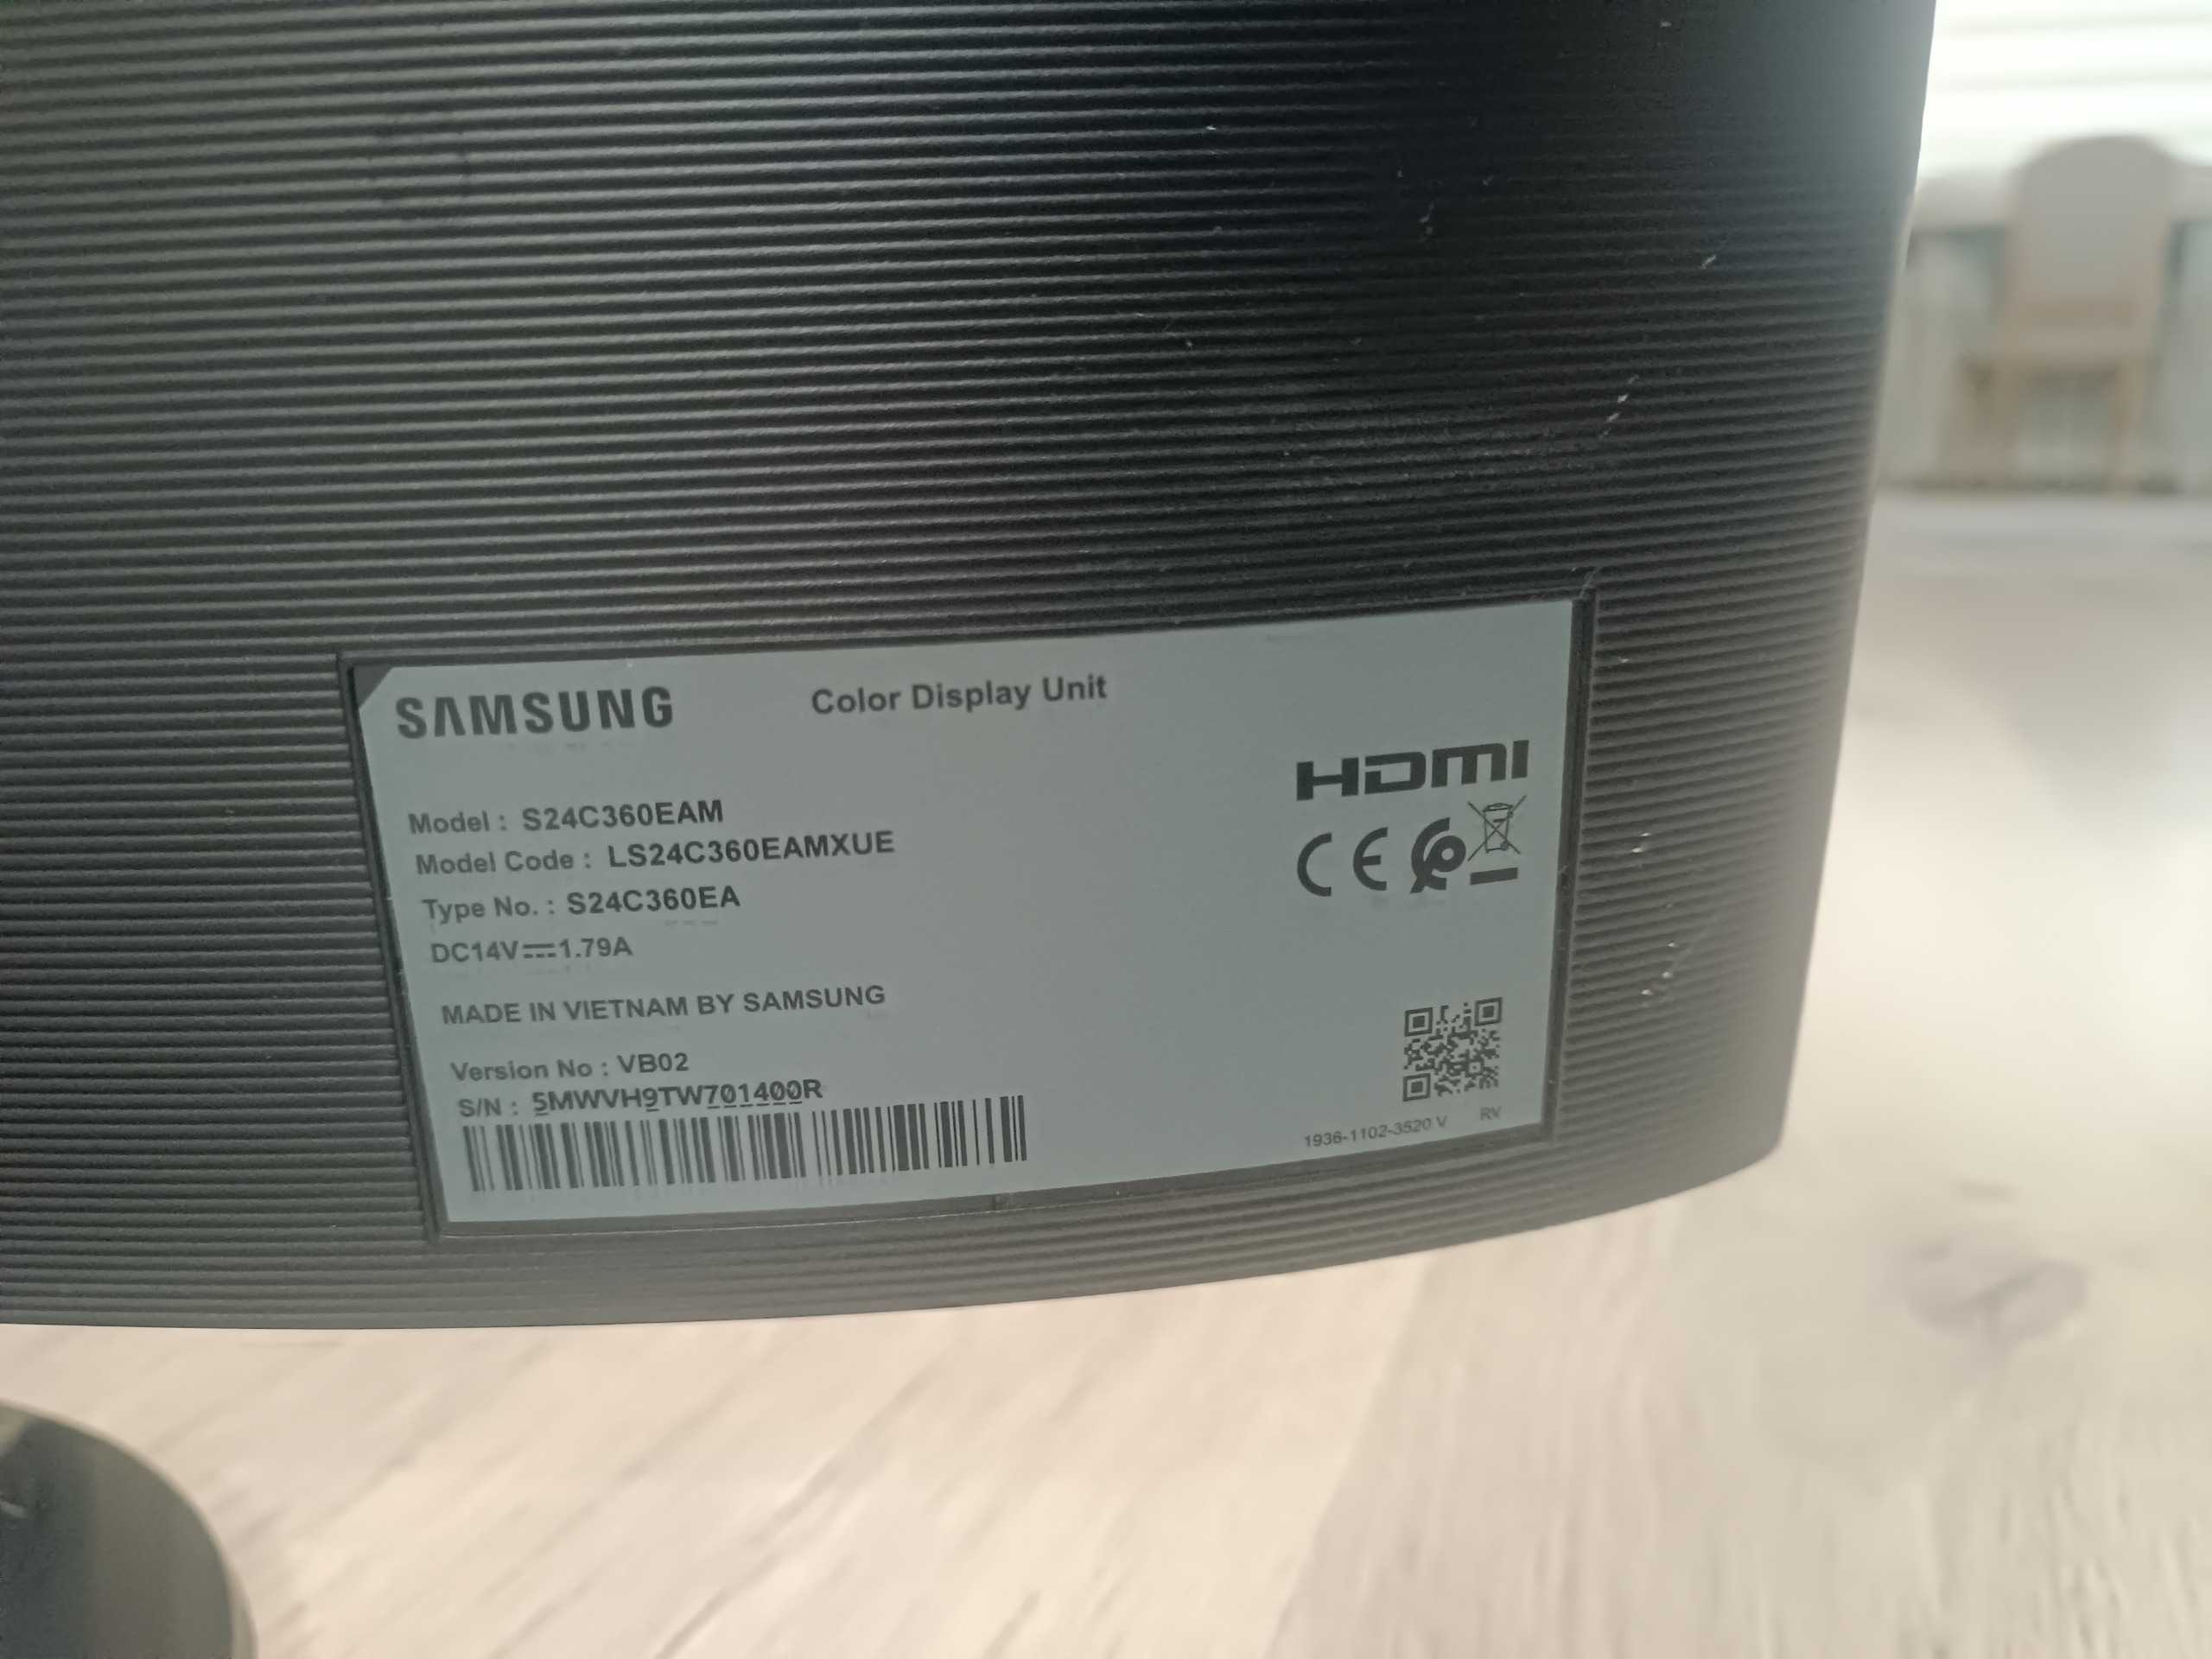 SAMSUNG Color Display Unit
HDMI
Model : S24C360EAM
Model Code : LS24C360EAMXUE
Type No. : S24C360EA
DC14V⎓1.79A
MADE IN VIETNAM BY SAMSUNG
Version No : VB02
S/N : 5MWVH9TW701400R
1936-1102-3520 V RV